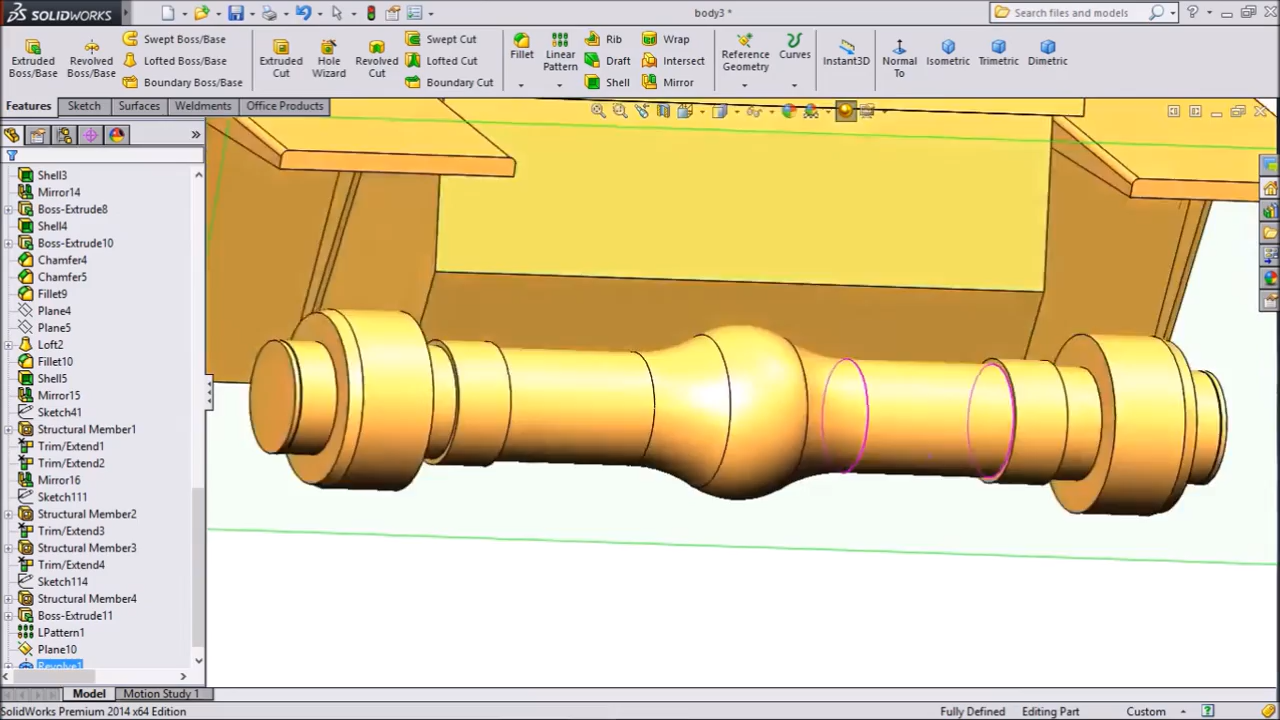 SOLIDWORKS
body3 *
Search files and models
Extruded Boss/Base
Revolved Boss/Base
Swept Boss/Base
Lofted Boss/Base
Boundary Boss/Base
Extruded Cut
Hole Wizard
Revolved Cut
Swept Cut
Lofted Cut
Boundary Cut
Fillet
Linear Pattern
Rib
Draft
Shell
Wrap
Intersect
Mirror
Reference Geometry
Curves
Instant3D
Normal To
Isometric
Trimetric
Dimetric
Features
Sketch
Surfaces
Weldments
Office Products
Shell3
Mirror14
Boss-Extrude8
Shell4
Boss-Extrude10
Chamfer4
Chamfer5
Fillet9
Plane4
Plane5
Loft2
Fillet10
Shell5
Mirror15
Sketch41
Structural Member1
Trim/Extend1
Trim/Extend2
Mirror16
Sketch111
Structural Member2
Trim/Extend3
Structural Member3
Trim/Extend4
Sketch114
Structural Member4
Boss-Extrude11
LPattern1
Plane10
Revolve1
Model
Motion Study 1
SolidWorks Premium 2014 x64 Edition
Fully Defined
Editing Part
Custom